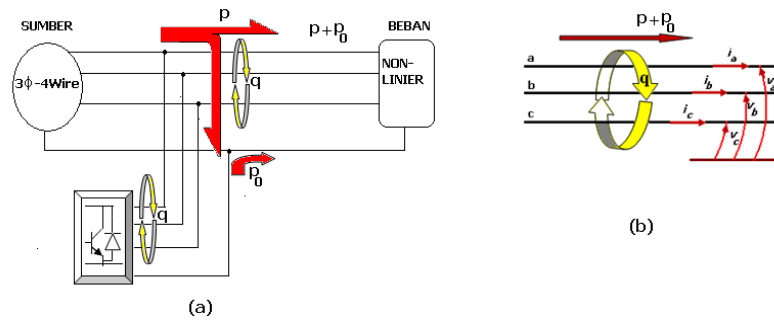 SUMBER
p
p+p0
BEBAN
3ϕ-4Wire
q
NON-
LINIER
p0
q
(a)
p+p0
a
ia
q
b
ib
c
ic
va
vb
vc
(b)